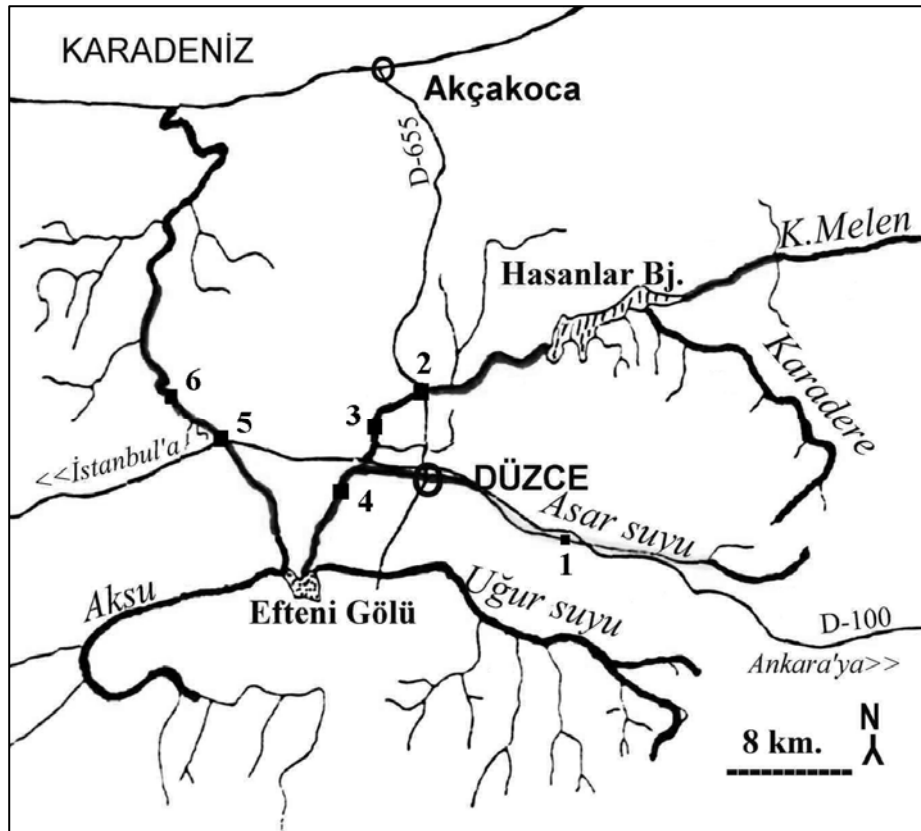 KARADENİZ
Akçakoca
D-655
K.Melen
Hasanlar Bj.
Karadere
2
6
3
5
<<İstanbul'a
DÜZCE
4
Asar suyu
1
Aksu
Efteni Gölü
Uğur suyu
D-100
Ankara'ya>>
N
8 km.